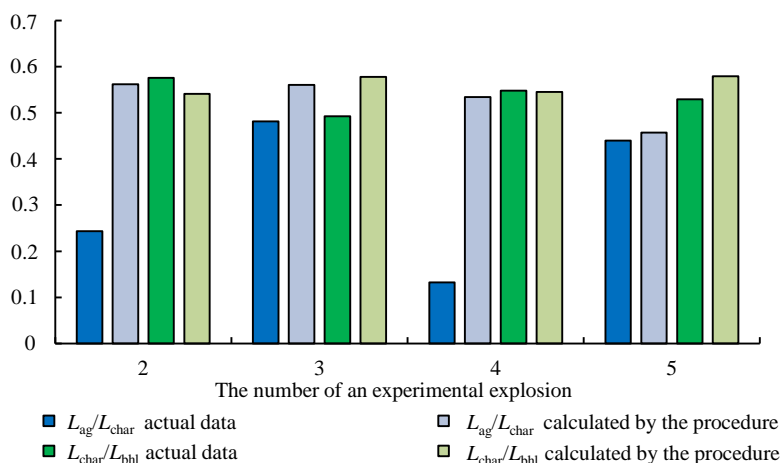 0.7
0.6
0.5
0.4
0.3
0.2
0.1
0
2 3 4 5
The number of an experimental explosion
Lag/Lchar actual data
Lag/Lchar calculated by the procedure
Lchar/Lbhl actual data
Lchar/Lbhl calculated by the procedure